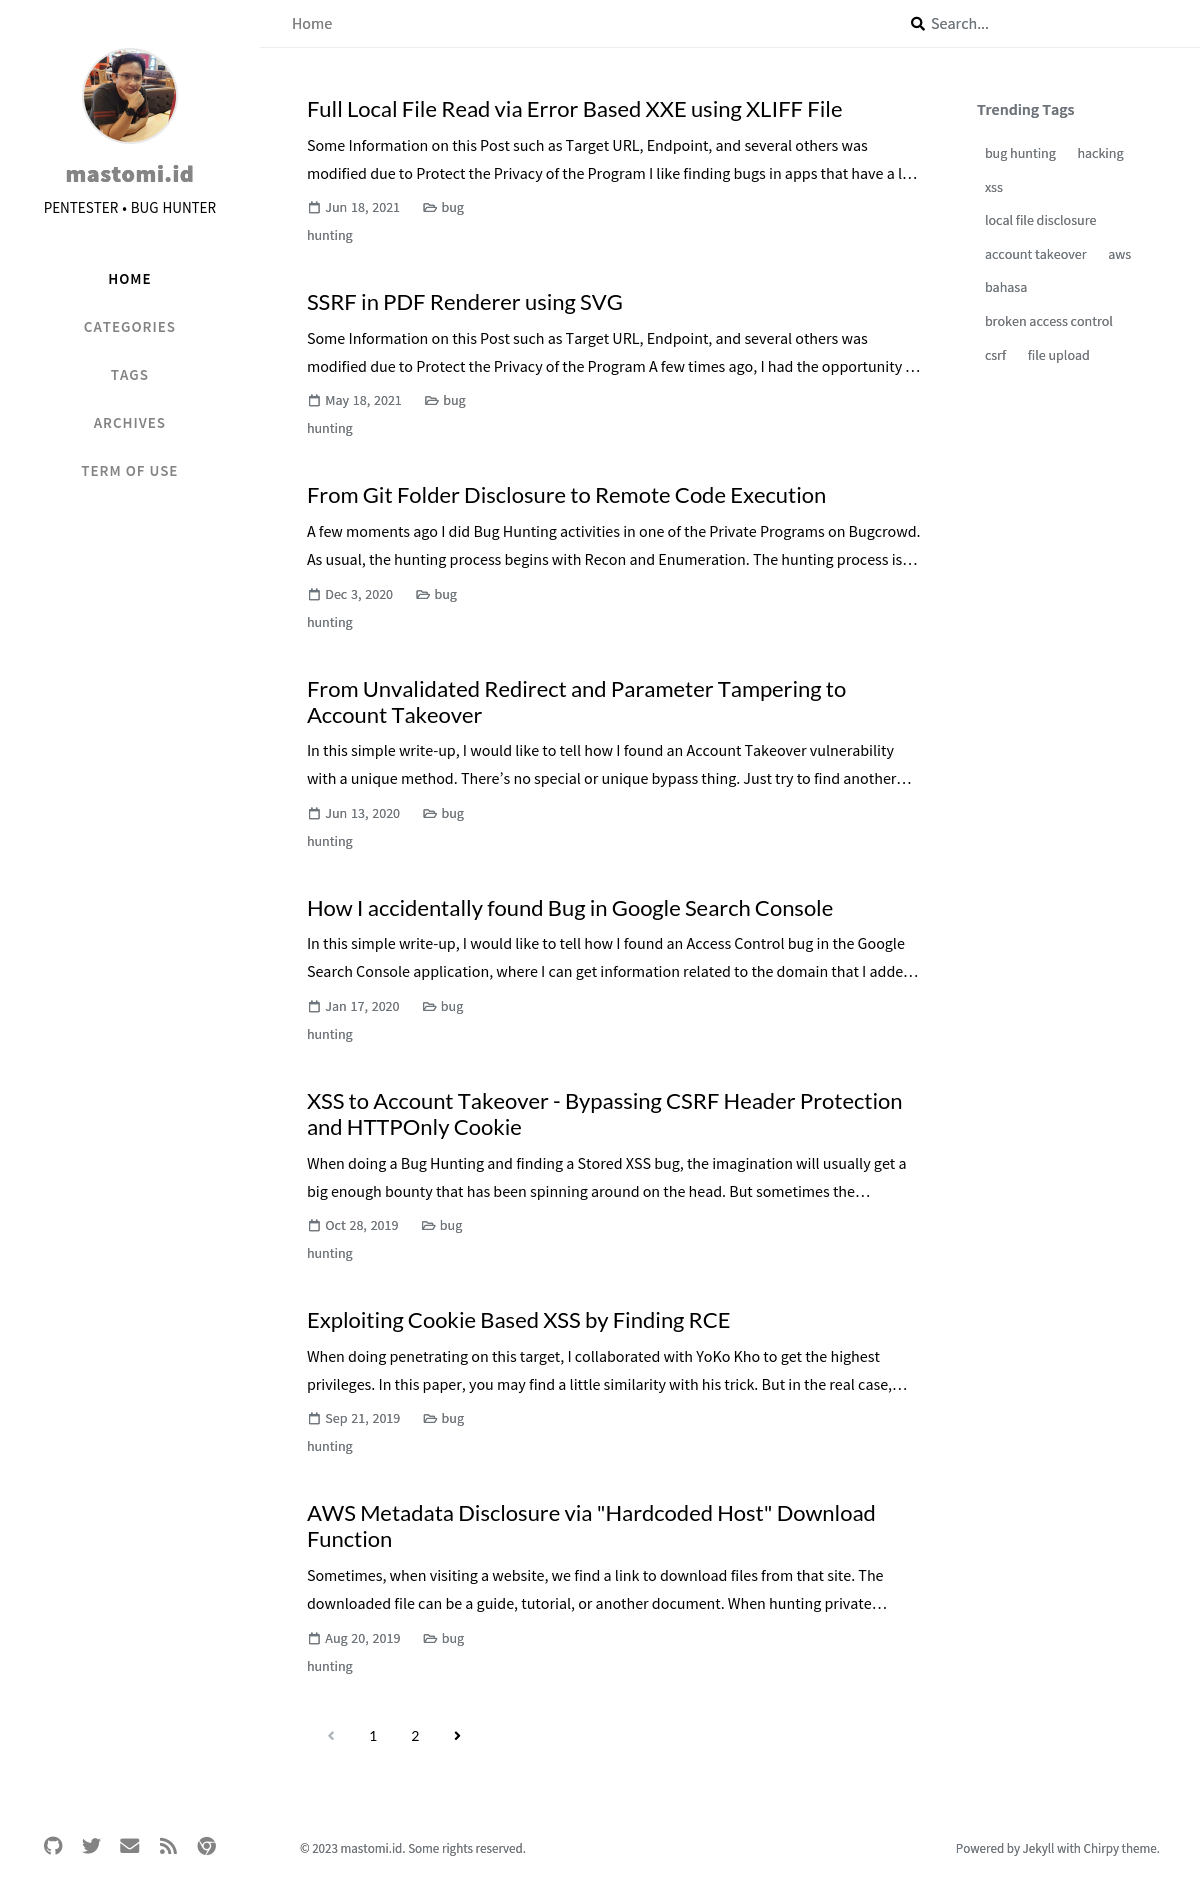 mastomi.id
PENTESTER • BUG HUNTER
HOME
CATEGORIES
TAGS
ARCHIVES
TERM OF USE
Home
Search...
Full Local File Read via Error Based XXE using XLIFF File
Some Information on this Post such as Target URL, Endpoint, and several others was
modified due to Protect the Privacy of the Program I like finding bugs in apps that have a l…
Jun 18, 2021 bug
hunting
SSRF in PDF Renderer using SVG
Some Information on this Post such as Target URL, Endpoint, and several others was
modified due to Protect the Privacy of the Program A few times ago, I had the opportunity …
May 18, 2021 bug
hunting
From Git Folder Disclosure to Remote Code Execution
A few moments ago I did Bug Hunting activities in one of the Private Programs on Bugcrowd.
As usual, the hunting process begins with Recon and Enumeration. The hunting process is…
Dec 3, 2020 bug
hunting
From Unvalidated Redirect and Parameter Tampering to
Account Takeover
In this simple write-up, I would like to tell how I found an Account Takeover vulnerability
with a unique method. There’s no special or unique bypass thing. Just try to find another…
Jun 13, 2020 bug
hunting
How I accidentally found Bug in Google Search Console
In this simple write-up, I would like to tell how I found an Access Control bug in the Google
Search Console application, where I can get information related to the domain that I adde…
Jan 17, 2020 bug
hunting
XSS to Account Takeover - Bypassing CSRF Header Protection
and HTTPOnly Cookie
When doing a Bug Hunting and finding a Stored XSS bug, the imagination will usually get a
big enough bounty that has been spinning around on the head. But sometimes the…
Oct 28, 2019 bug
hunting
Exploiting Cookie Based XSS by Finding RCE
When doing penetrating on this target, I collaborated with YoKo Kho to get the highest
privileges. In this paper, you may find a little similarity with his trick. But in the real case,…
Sep 21, 2019 bug
hunting
AWS Metadata Disclosure via "Hardcoded Host" Download
Function
Sometimes, when visiting a website, we find a link to download files from that site. The
downloaded file can be a guide, tutorial, or another document. When hunting private…
Aug 20, 2019 bug
hunting
1 2
Trending Tags
bug hunting hacking
xss
local file disclosure
account takeover aws
bahasa
broken access control
csrf file upload
© 2023 mastomi.id. Some rights reserved.
Powered by Jekyll with Chirpy theme.